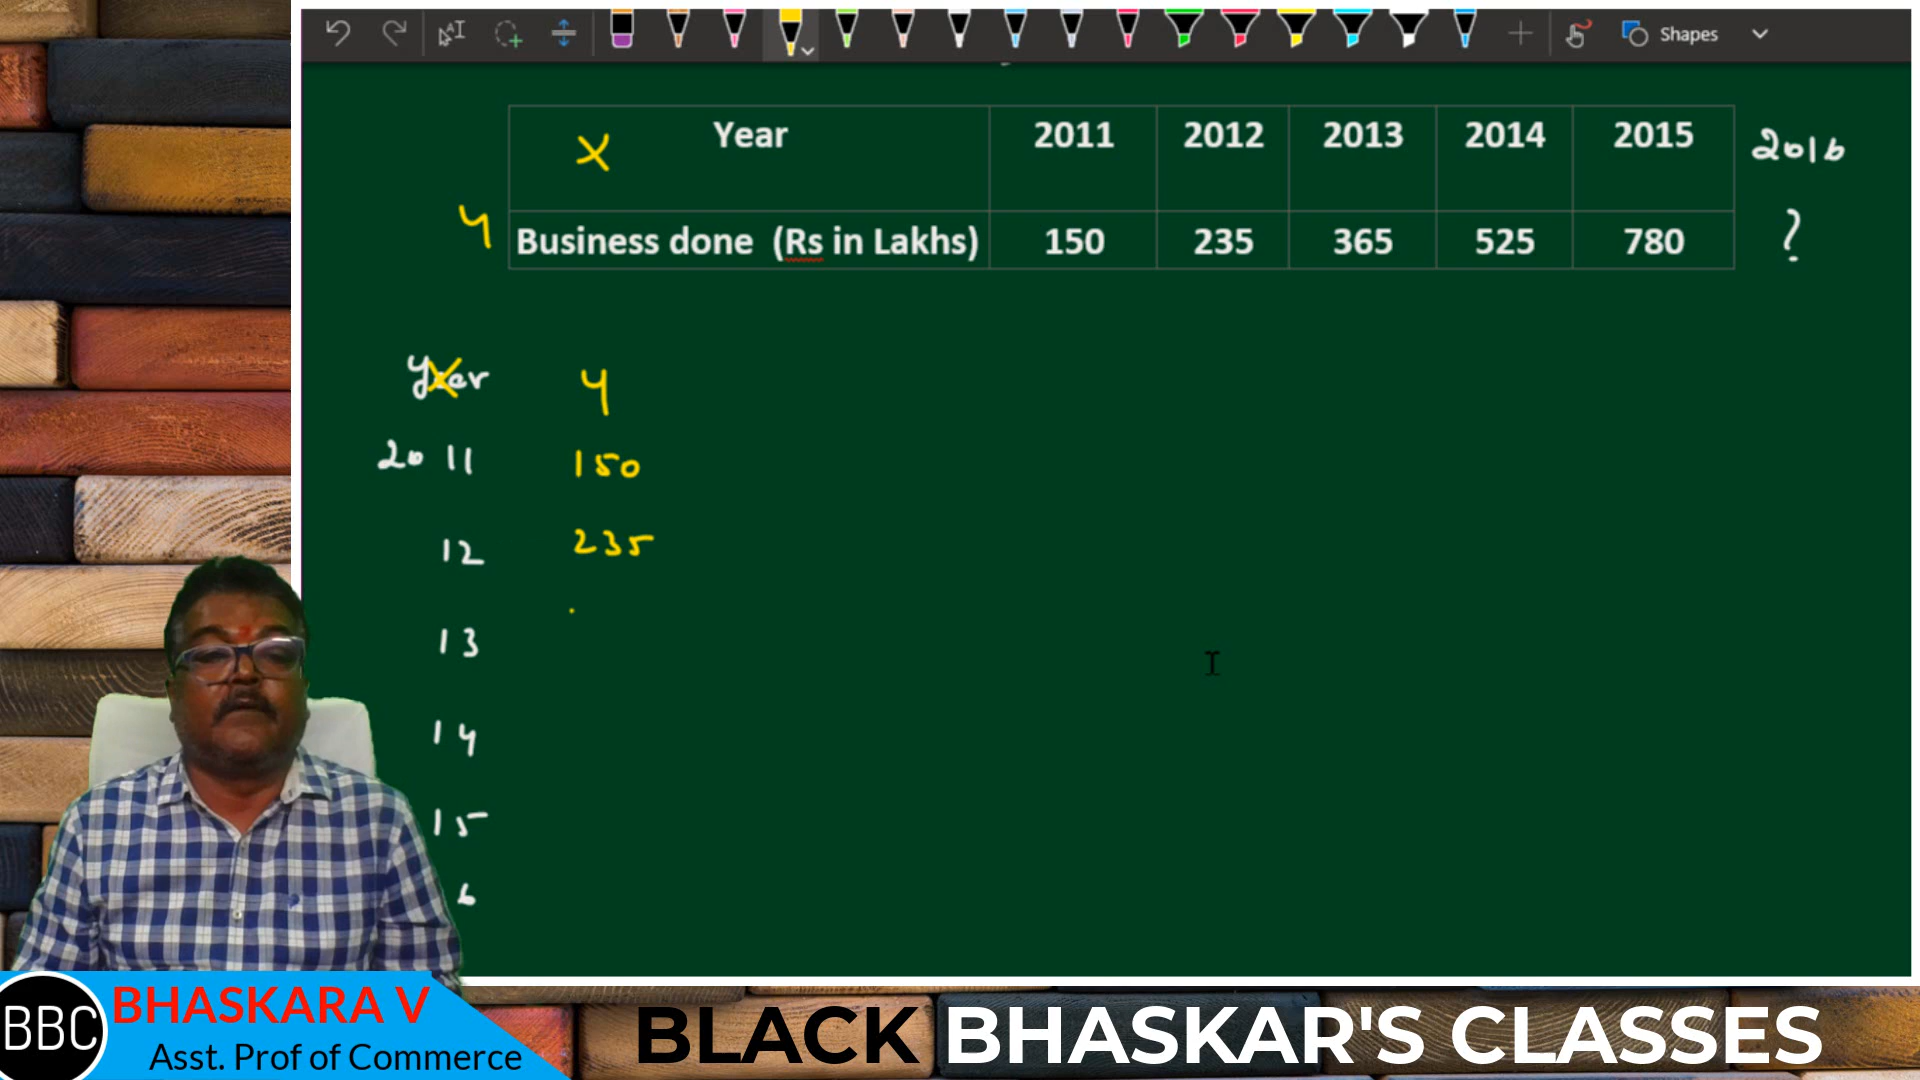 Shapes
X Year 2011 2012 2013 2014 2015 2016
Y Business done (Rs in Lakhs) 150 235 365 525 780 ?
Year X Y
2011 150
12 235
13
14
15
6
BBC
BHASKARA V
Asst. Prof of Commerce
BLACK BHASKAR'S CLASSES